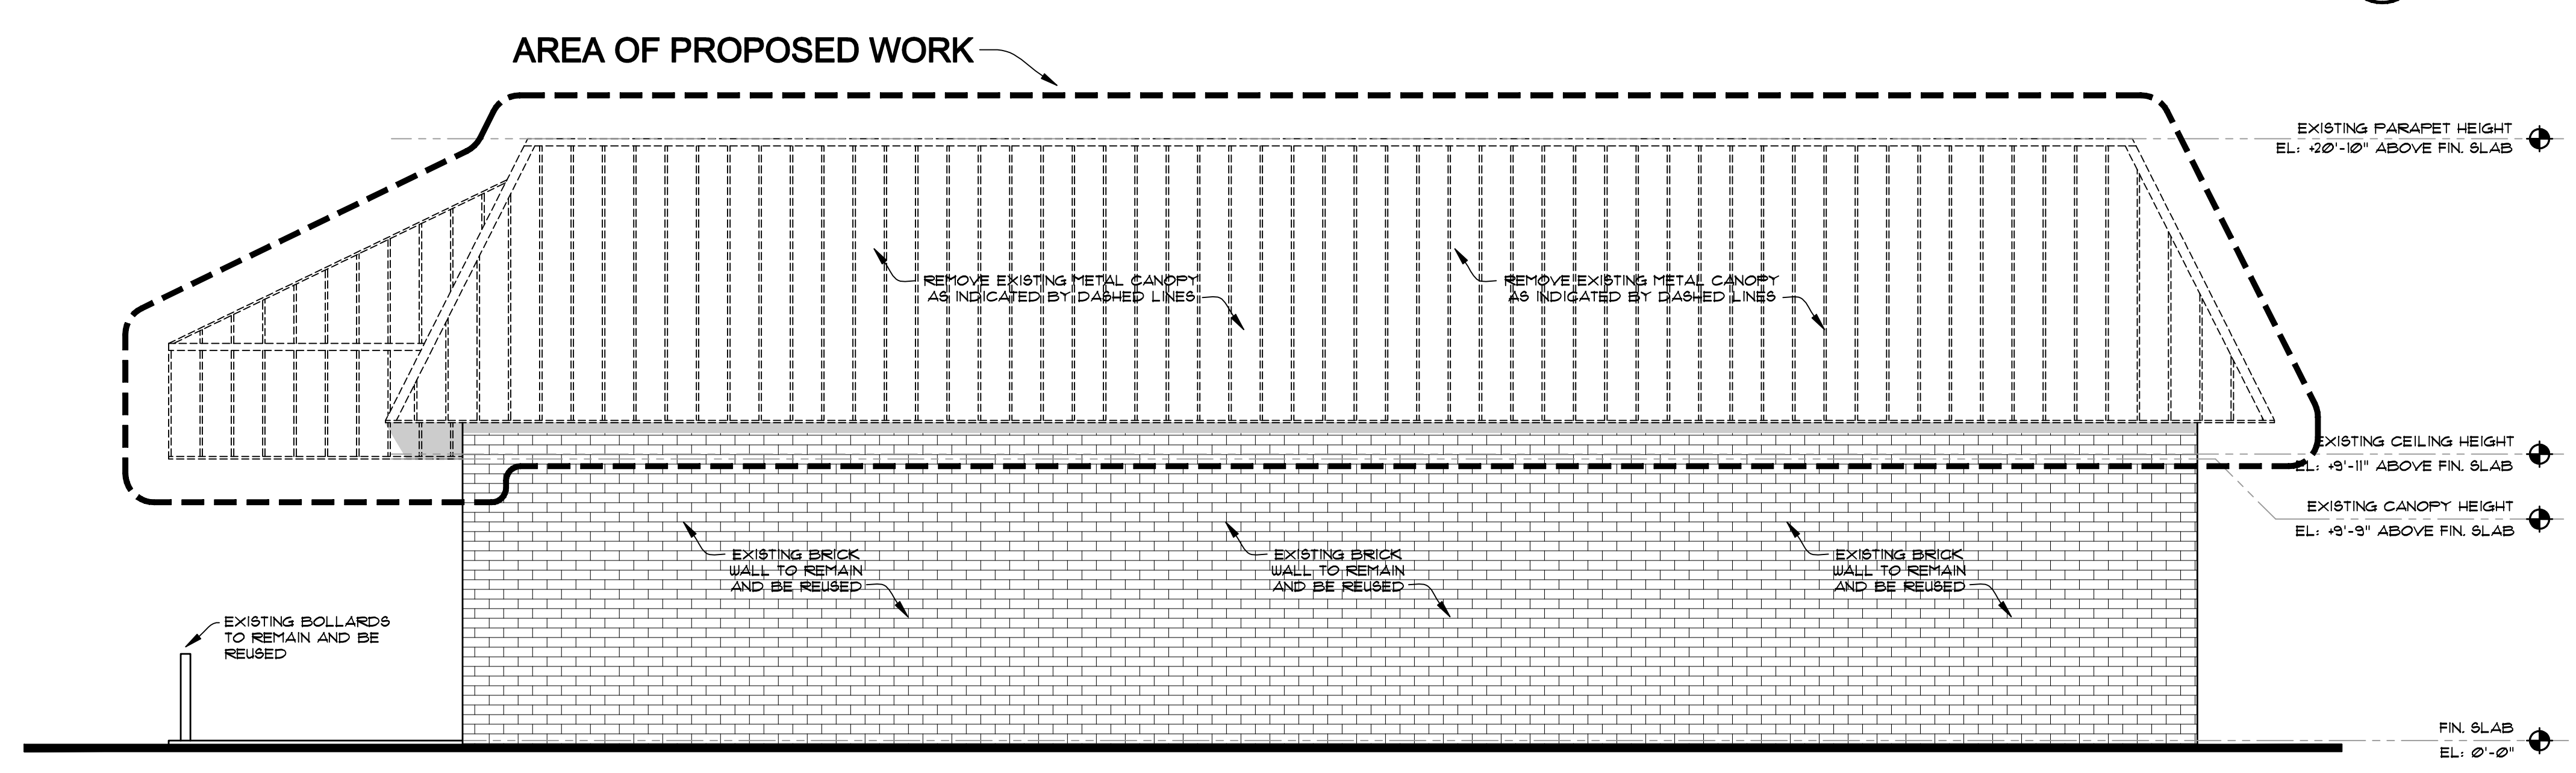 AREA OF PROPOSED WORK
EXISTING PARAPET HEIGHT
EL: +20'-10" ABOVE FIN. SLAB
REMOVE EXISTING METAL CANOPY
AS INDICATED BY DASHED LINES
REMOVE EXISTING METAL CANOPY
AS INDICATED BY DASHED LINES
EXISTING CEILING HEIGHT
EL: +9'-11" ABOVE FIN. SLAB
EXISTING CANOPY HEIGHT
EL: +9'-9" ABOVE FIN. SLAB
EXISTING BRICK
WALL TO REMAIN
AND BE REUSED
EXISTING BRICK
WALL TO REMAIN
AND BE REUSED
EXISTING BRICK
WALL TO REMAIN
AND BE REUSED
EXISTING BOLLARDS
TO REMAIN AND BE
REUSED
FIN. SLAB
EL: 0'-0"